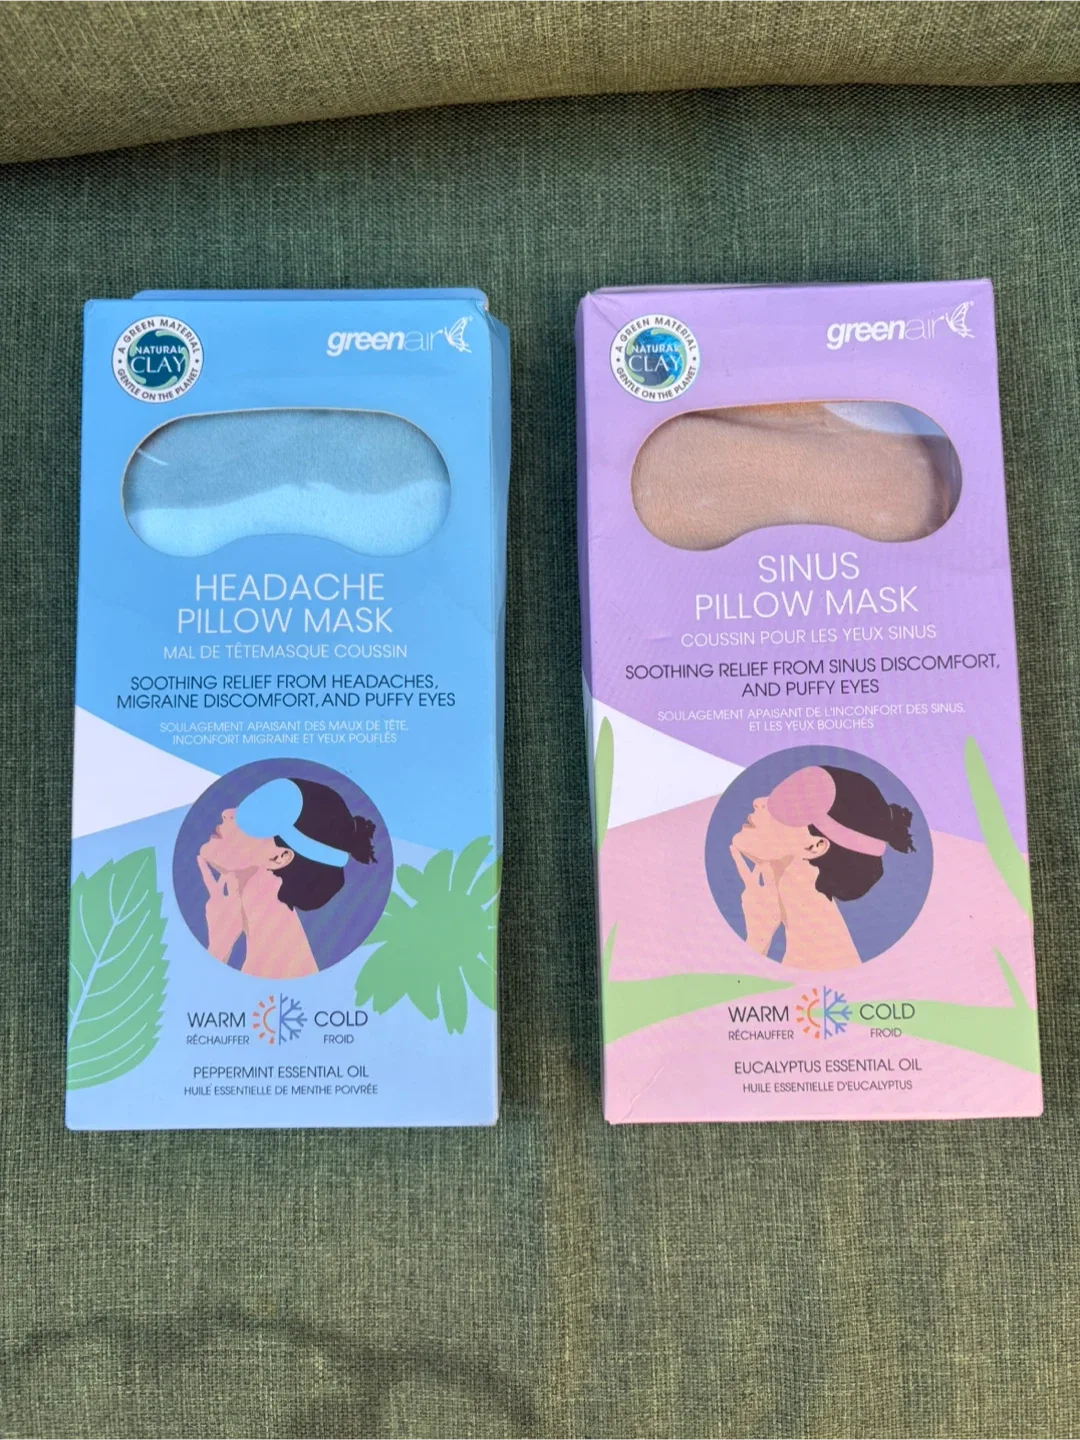 A GREEN MATERIAL
NATURAL
CLAY
GENTLE ON THE PLANET
greenair
HEADACHE
PILLOW MASK
MAL DE TÊTEMASQUE COUSSIN
SOOTHING RELIEF FROM HEADACHES,
MIGRAINE DISCOMFORT, AND PUFFY EYES
SOULAGEMENT APAISANT DES MAUX DE TÊTE,
INCONFORT MIGRAINE ET YEUX POUFLÉS
WARM COLD
RÉCHAUFFER FROID
PEPPERMINT ESSENTIAL OIL
HUILE ESSENTIELLE DE MENTHE POIVRÉE
A GREEN MATERIAL
NATURAL
CLAY
GENTLE ON THE PLANET
greenair
SINUS
PILLOW MASK
COUSSIN POUR LES YEUX SINUS
SOOTHING RELIEF FROM SINUS DISCOMFORT,
AND PUFFY EYES
SOULAGEMENT APAISANT DE L'INCONFORT DES SINUS,
ET LES YEUX BOUCHÉS
WARM COLD
RÉCHAUFFER FROID
EUCALYPTUS ESSENTIAL OIL
HUILE ESSENTIELLE D'EUCALYPTUS